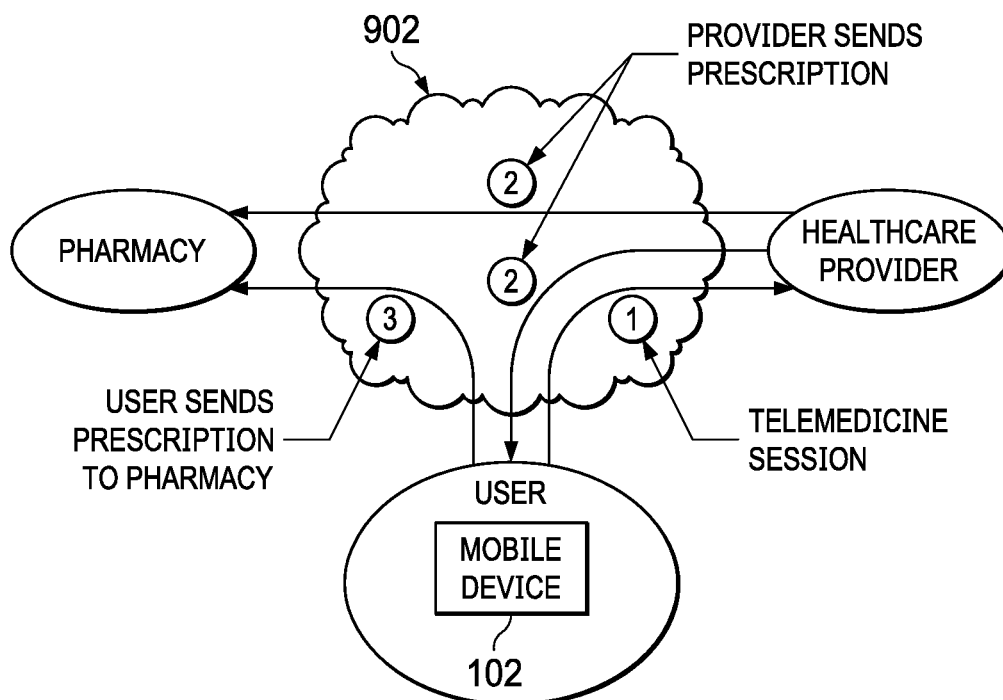 902
PROVIDER SENDS
PRESCRIPTION
2
PHARMACY
HEALTHCARE
PROVIDER
2
3
1
USER SENDS
PRESCRIPTION
TO PHARMACY
TELEMEDICINE
SESSION
USER
MOBILE
DEVICE
102